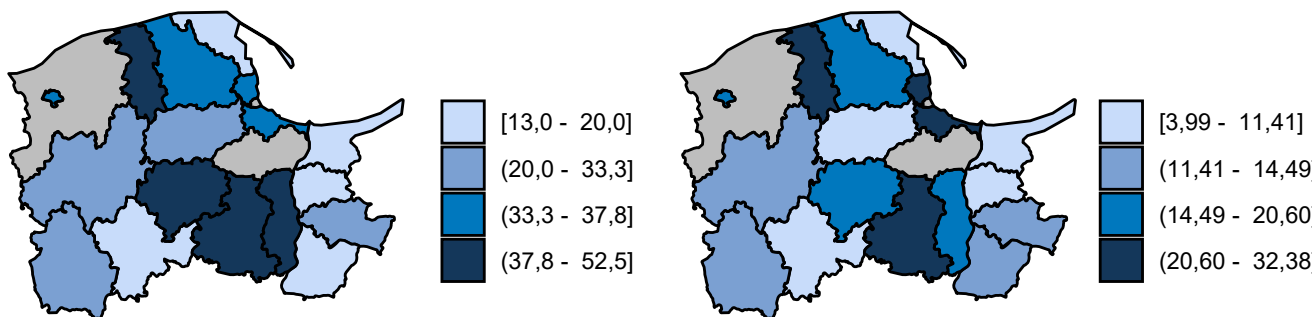 [13,0 - 20,0]
(20,0 - 33,3]
(33,3 - 37,8]
(37,8 - 52,5]
[3,99 - 11,41]
(11,41 - 14,49]
(14,49 - 20,60]
(20,60 - 32,38]